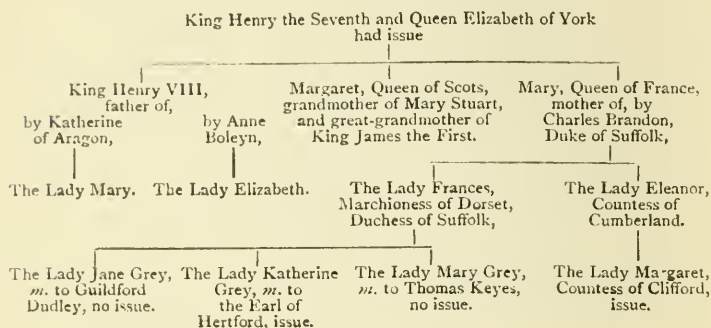 King Henry the Seventh and Queen Elizabeth of York
had issue
King Henry VIII,
father of,
by Katherine
of Aragon,
by Anne
Boleyn,
Margaret, Queen of Scots,
grandmother of Mary Stuart,
and great-grandmother of
King James the First.
Mary, Queen of France,
mother of, by
Charles Brandon,
Duke of Suffolk,
The Lady Mary.
The Lady Elizabeth.
The Lady Frances,
Marchioness of Dorset,
Duchess of Suffolk,
The Lady Eleanor,
Countess of
Cumberland.
The Lady Jane Grey,
m. to Guildford
Dudley, no issue.
The Lady Katherine
Grey, m. to
the Earl of
Hertford, issue.
The Lady Mary Grey,
m. to Thomas Keyes,
no issue.
The Lady Margaret,
Countess of Clifford,
issue.